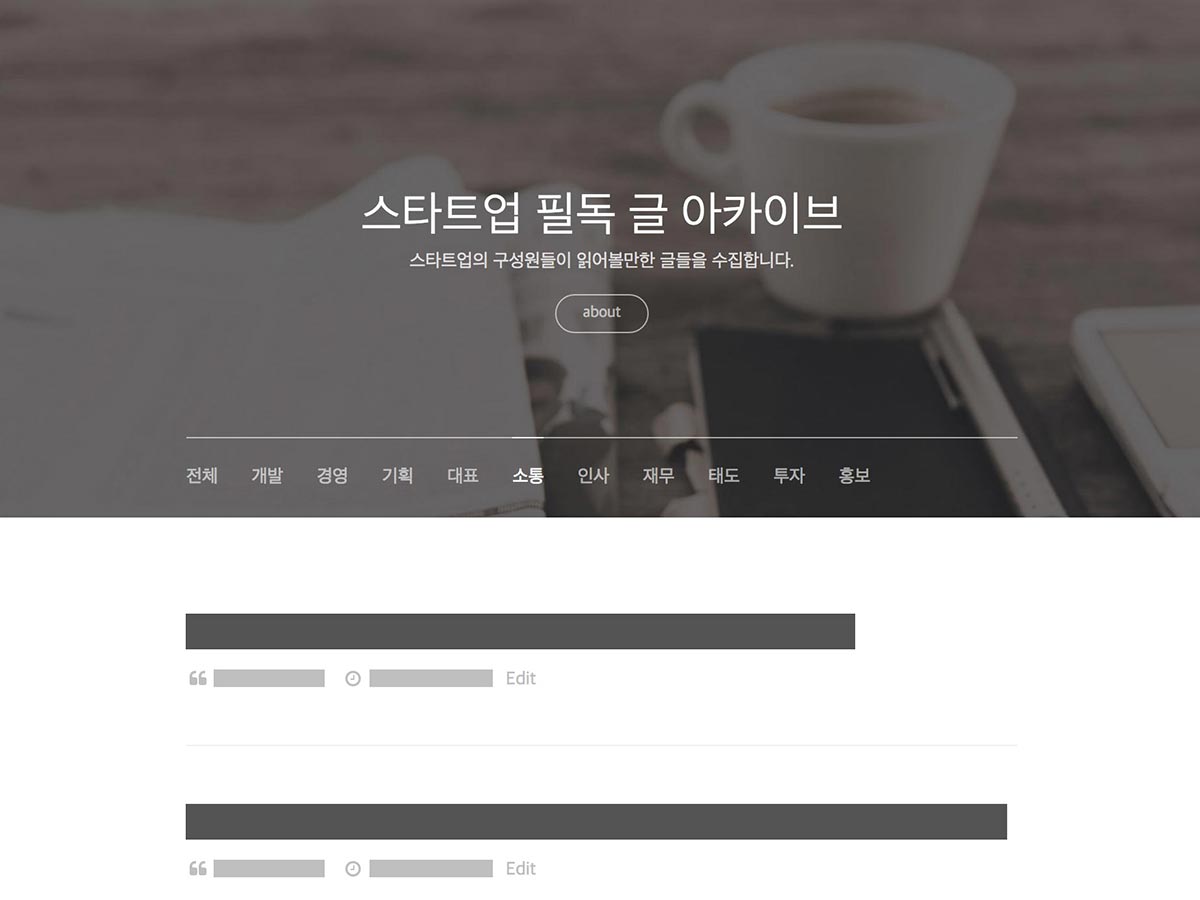 스타트업 필독 글 아카이브
스타트업의 구성원들이 읽어볼만한 글들을 수집합니다.
about
전체 개발 경영 기획 대표 소통 인사 재무 태도 투자 홍보
Edit
Edit